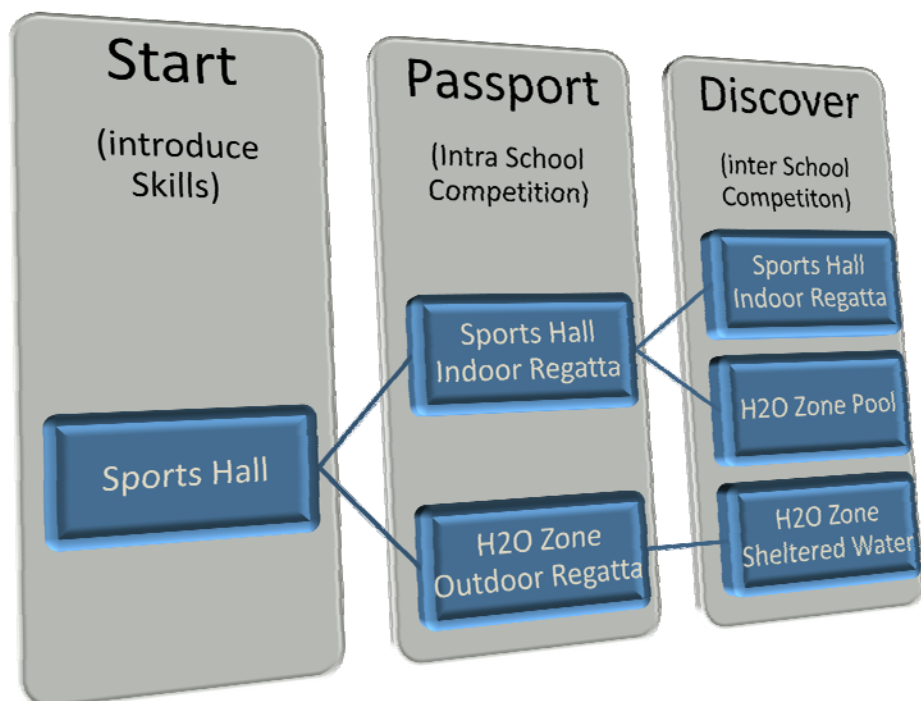 Start
(introduce
Skills)
Sports Hall
Passport
(Intra School
Competition)
Sports Hall
Indoor Regatta
H2O Zone
Outdoor Regatta
Discover
(inter School
Competiton)
Sports Hall
Indoor Regatta
H2O Zone Pool
H2O Zone
Sheltered Water